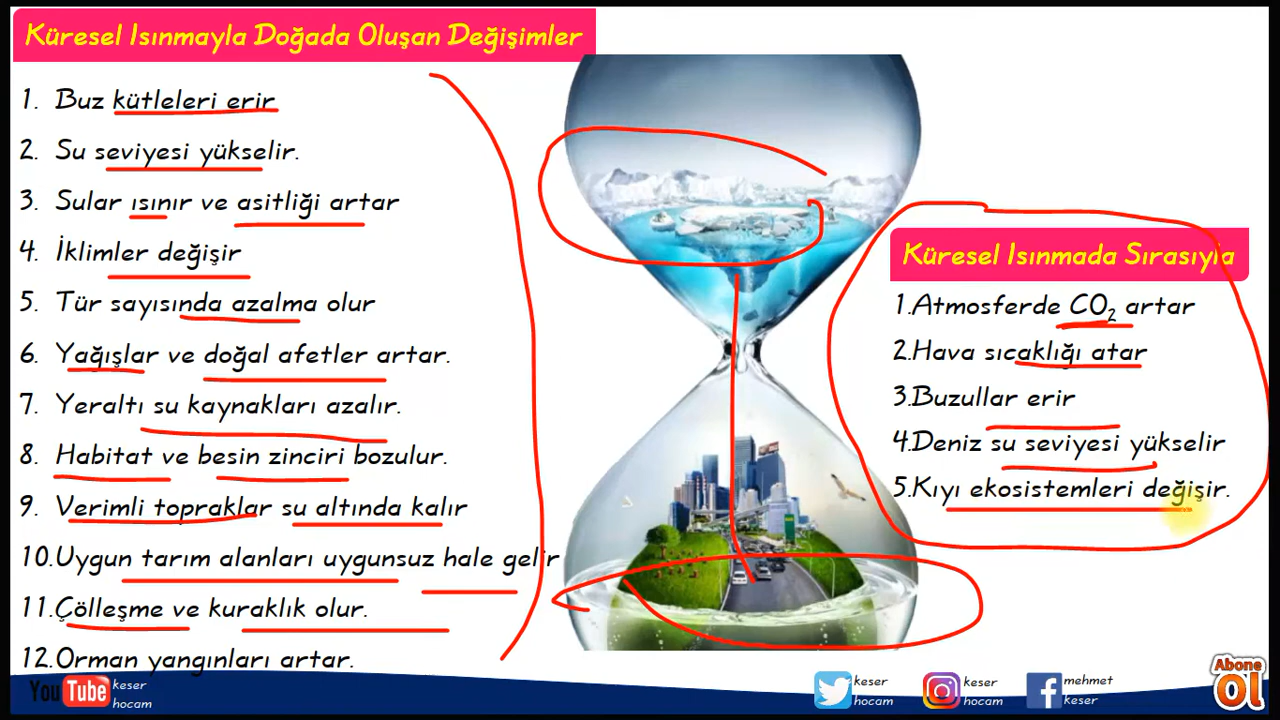 Küresel Isınmayla Doğada Oluşan Değişimler
1. Buz kütleleri erir
2. Su seviyesi yükselir.
3. Sular ısınır ve asitliği artar
4. İklimler değişir
5. Tür sayısında azalma olur
6. Yağışlar ve doğal afetler artar.
7. Yeraltı su kaynakları azalır.
8. Habitat ve besin zinciri bozulur.
9. Verimli topraklar su altında kalır
10.Uygun tarım alanları uygunsuz hale gelir
11.Çölleşme ve kuraklık olur.
12.Orman yangınları artar.
Küresel Isınmada Sırasıyla
1.Atmosferde CO₂ artar
2.Hava sıcaklığı atar
3.Buzullar erir
4.Deniz su seviyesi yükselir
5.Kıyı ekosistemleri değişir.
YouTube keser hocam
keser hocam
keser hocam
mehmet keser
Abone Ol